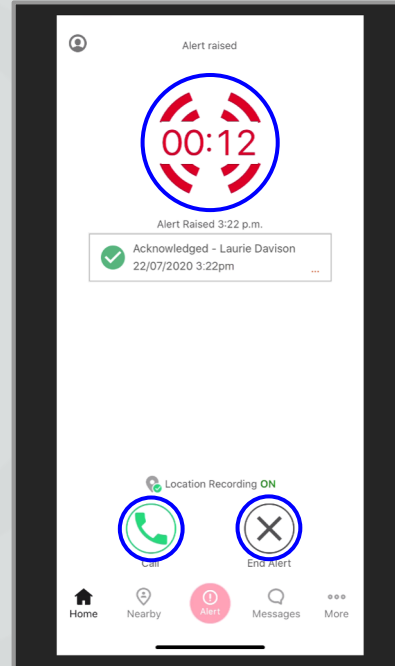 Alert raised
00:12
Alert Raised 3:22 p.m.
Acknowledged - Laurie Davison
22/07/2020 3:22pm
...
Location Recording ON
Call End Alert
Home Nearby Alert Messages More